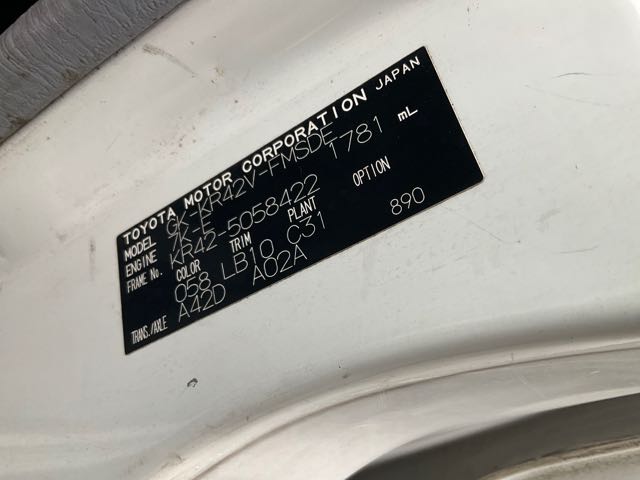 TOYOTA MOTOR CORPORATION JAPAN
MODEL GK-KR42V-FMSDE
ENGINE 7K-E 1781 mL
FRAME No. KR42-5058422
COLOR TRIM PLANT OPTION
058 LB10 C31 890
TRANS./AXLE A42D A02A